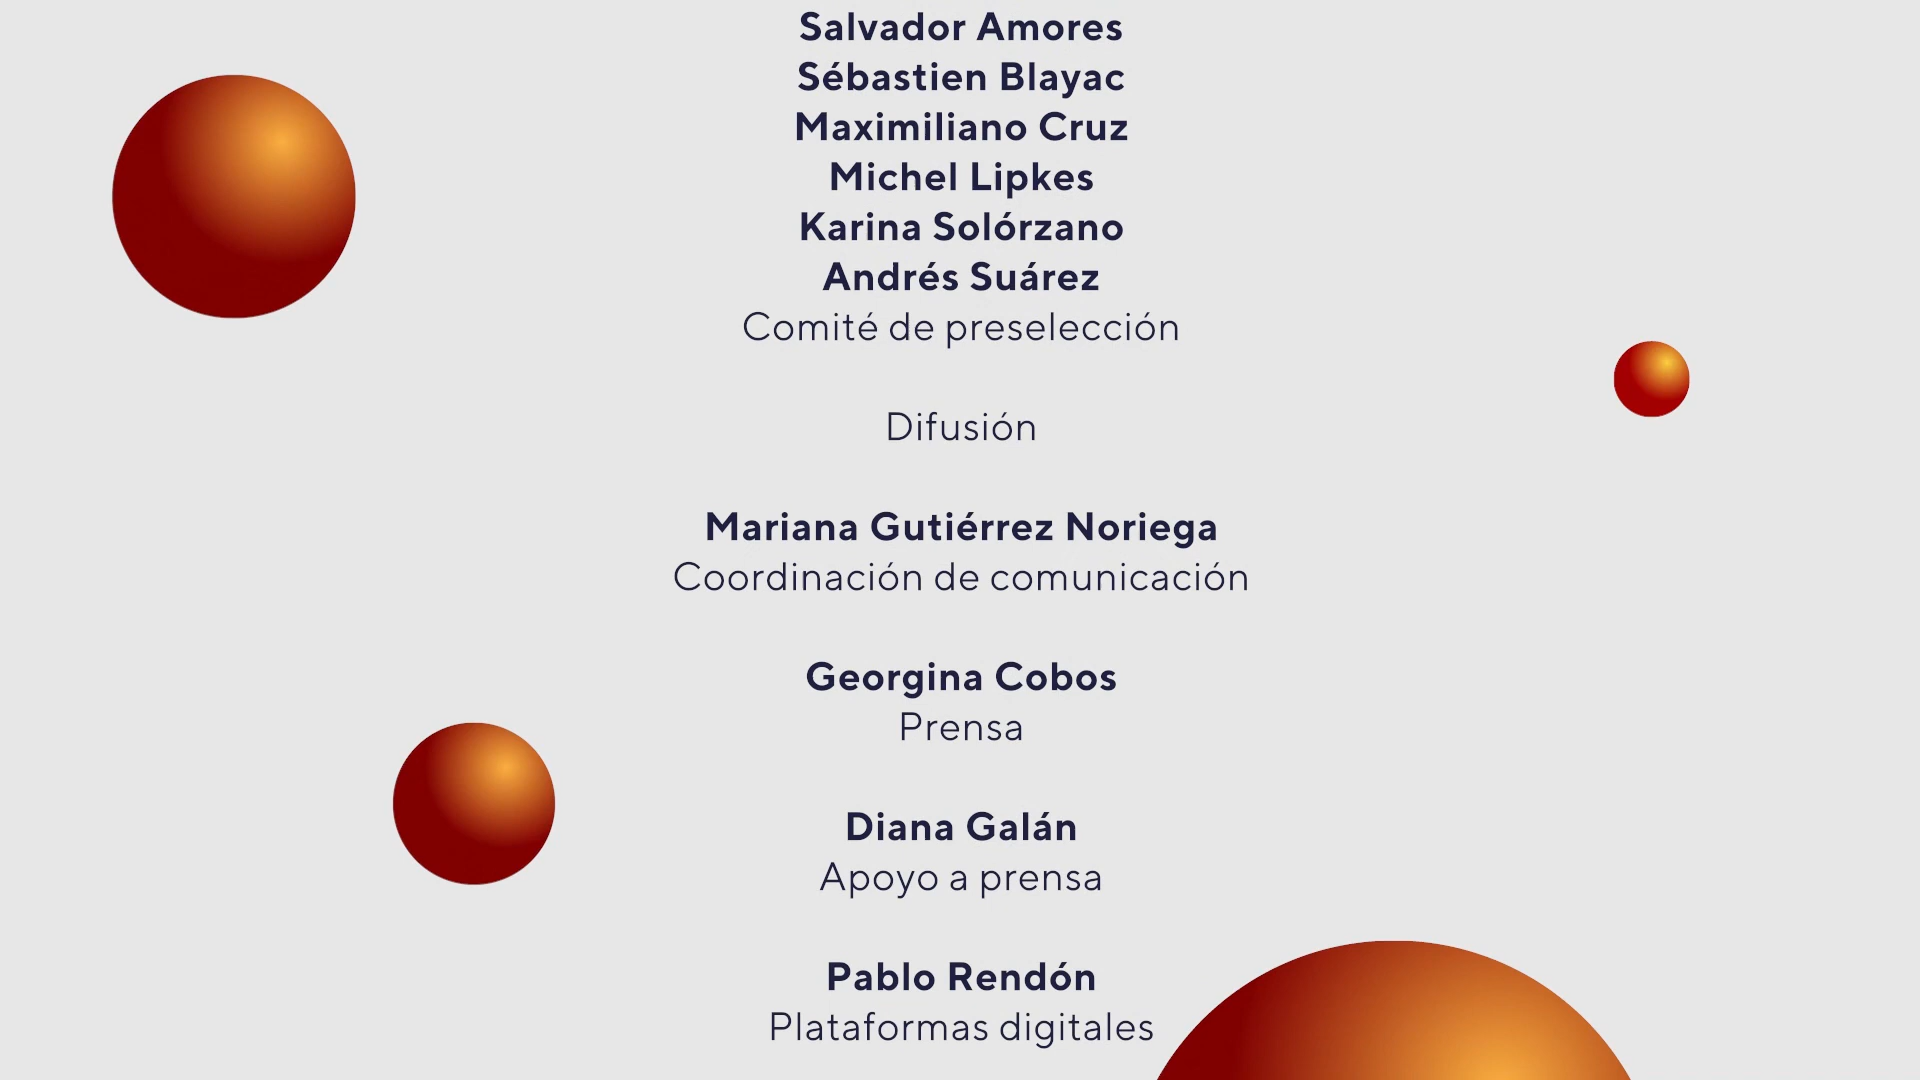 Salvador Amores
Sébastien Blayac
Maximiliano Cruz
Michel Lipkes
Karina Solórzano
Andrés Suárez
Comité de preselección
Difusión
Mariana Gutiérrez Noriega
Coordinación de comunicación
Georgina Cobos
Prensa
Diana Galán
Apoyo a prensa
Pablo Rendón
Plataformas digitales